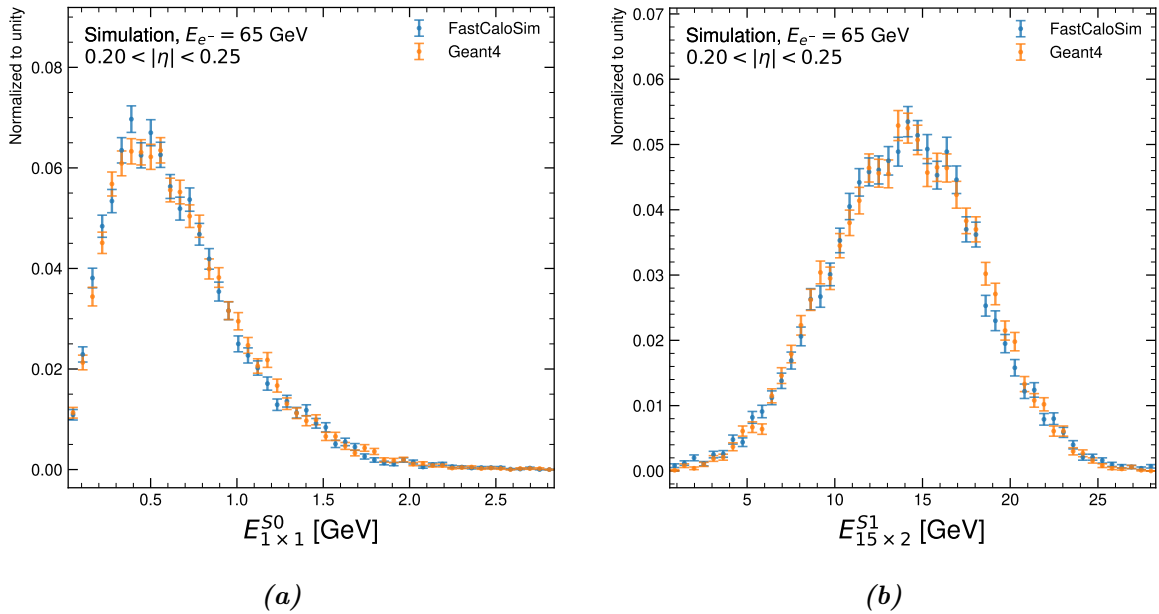 Normalized to unity
0.08
0.06
0.04
0.02
0.00
Simulation, E_{e^-} = 65 GeV
0.20 < |η| < 0.25
FastCaloSim
Geant4
0.5 1.0 1.5 2.0 2.5
E^{S0}_{1 × 1} [GeV]
(a)
Normalized to unity
0.07
0.06
0.05
0.04
0.03
0.02
0.01
0.00
Simulation, E_{e^-} = 65 GeV
0.20 < |η| < 0.25
FastCaloSim
Geant4
5 10 15 20 25
E^{S1}_{15 × 2} [GeV]
(b)